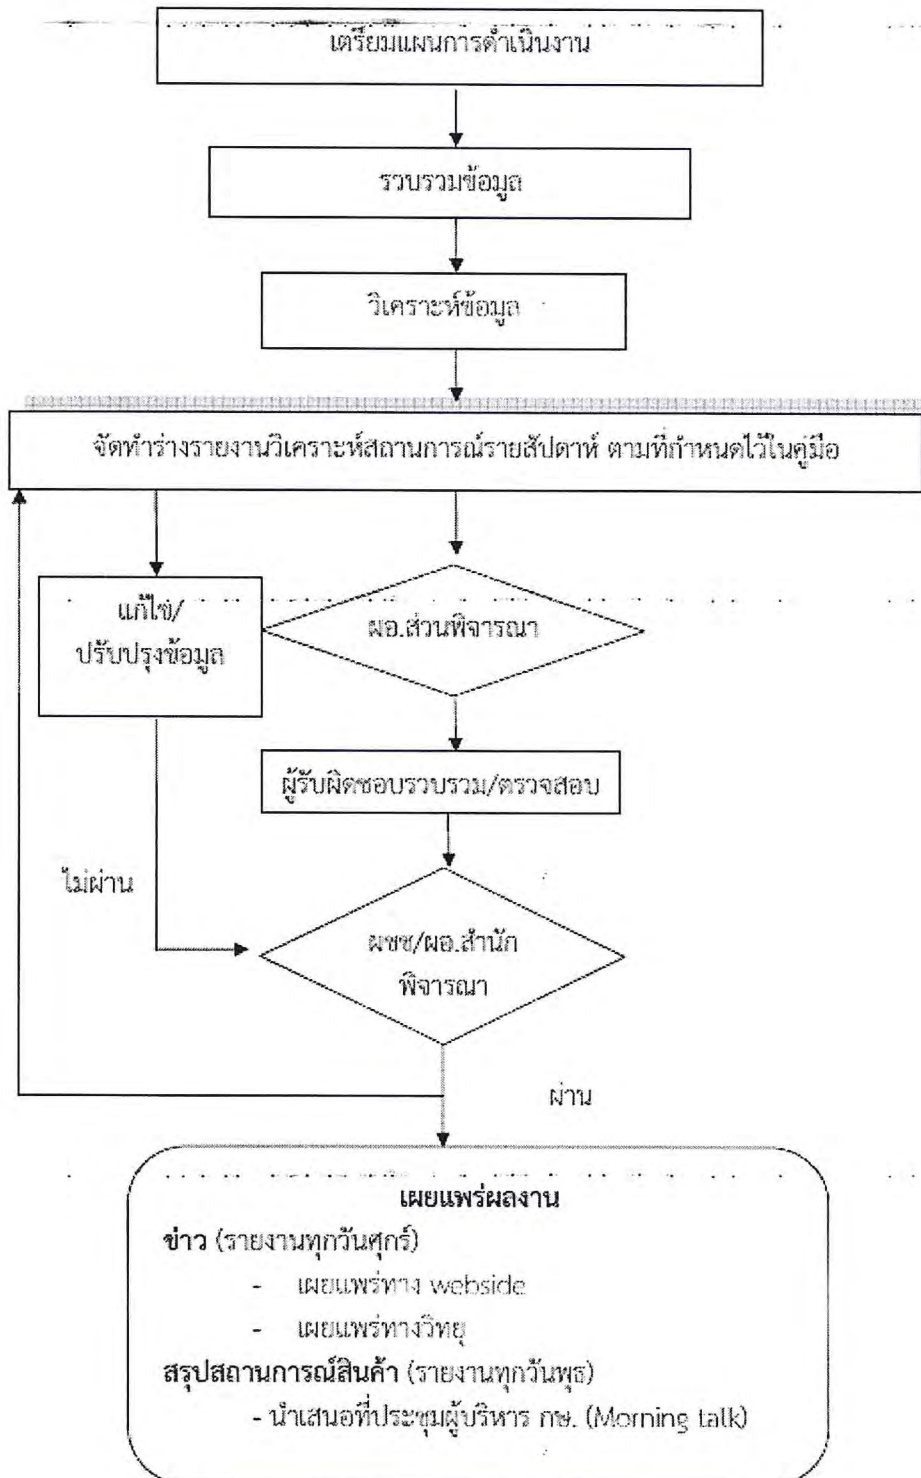 เตรียมแผนการดำเนินงาน
รวบรวมข้อมูล
วิเคราะห์ข้อมูล
จัดทำร่างรายงานวิเคราะห์สถานการณ์รายสัปดาห์ ตามที่กำหนดไว้ในคู่มือ
แก้ไข/
ปรับปรุงข้อมูล
ผอ.ส่วนพิจารณา
ผู้รับผิดชอบรวบรวม/ตรวจสอบ
ไม่ผ่าน
ผชช/ผอ.สำนัก
พิจารณา
ผ่าน
เผยแพร่ผลงาน
ข่าว (รายงานทุกวันศุกร์)
- เผยแพร่ทาง webside
- เผยแพร่ทางวิทยุ
สรุปสถานการณ์สินค้า (รายงานทุกวันพุธ)
- นำเสนอที่ประชุมผู้บริหาร กษ. (Morning talk)